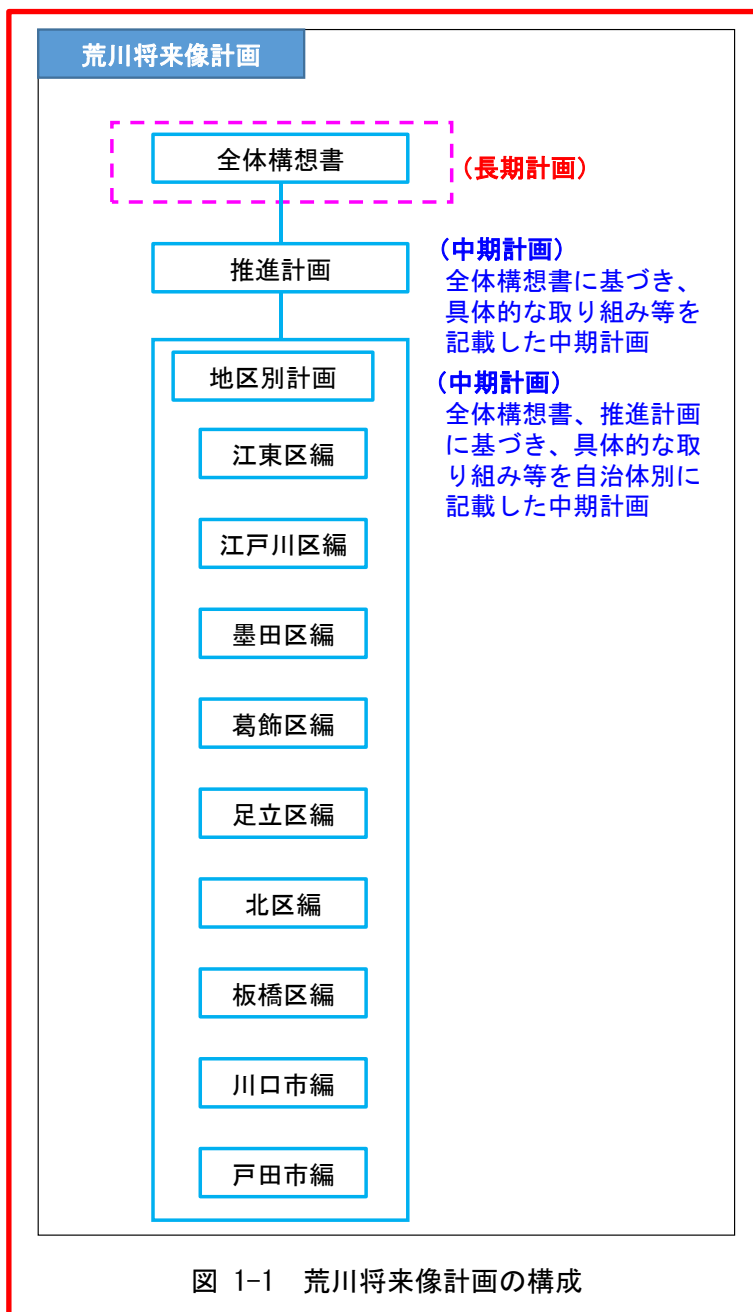 荒川将来像計画
全体構想書
（長期計画）
推進計画
（中期計画）
全体構想書に基づき、
具体的な取り組み等を
記載した中期計画
地区別計画
（中期計画）
全体構想書、推進計画
に基づき、具体的な取
り組み等を自治体別に
記載した中期計画
江東区編
江戸川区編
墨田区編
葛飾区編
足立区編
北区編
板橋区編
川口市編
戸田市編
図 1-1 荒川将来像計画の構成